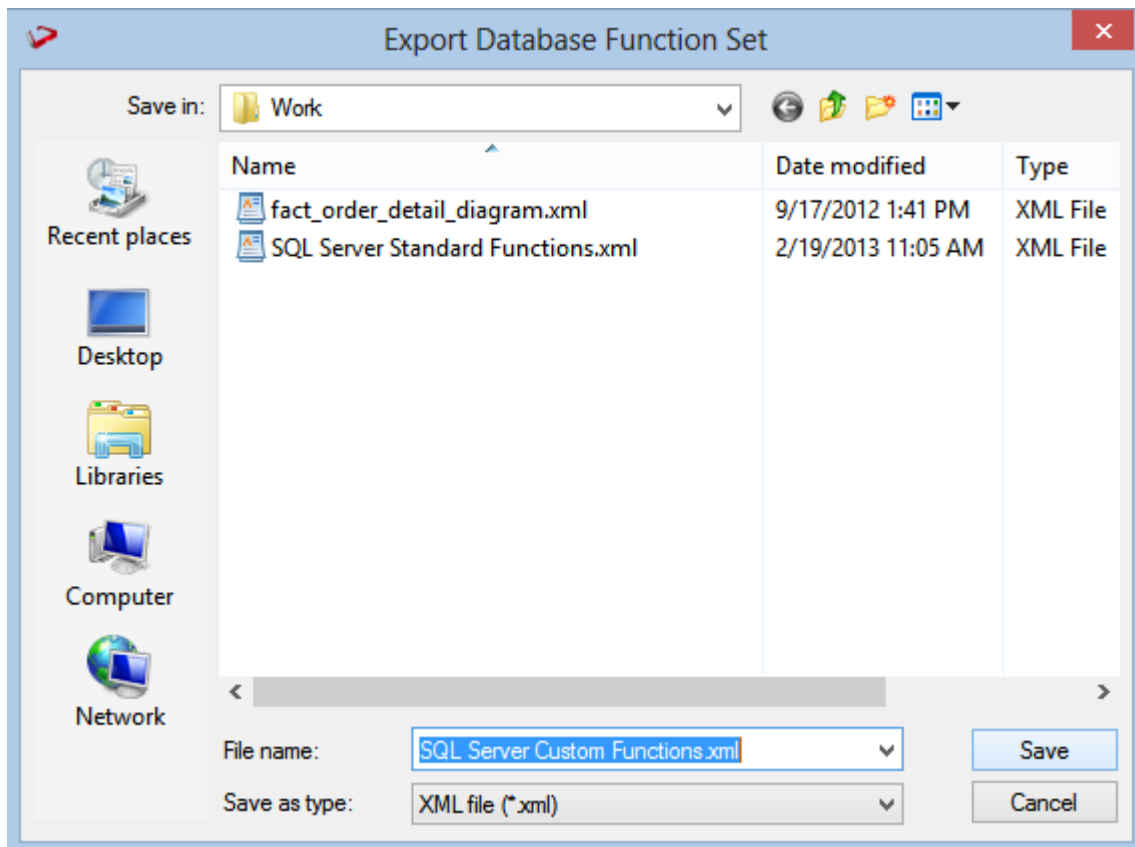 Export Database Function Set
Save in: Work
Name Date modified Type
fact_order_detail_diagram.xml 9/17/2012 1:41 PM XML File
SQL Server Standard Functions.xml 2/19/2013 11:05 AM XML File
Recent places
Desktop
Libraries
Computer
Network
File name: SQL Server Custom Functions.xml Save
Save as type: XML file (*.xml) Cancel